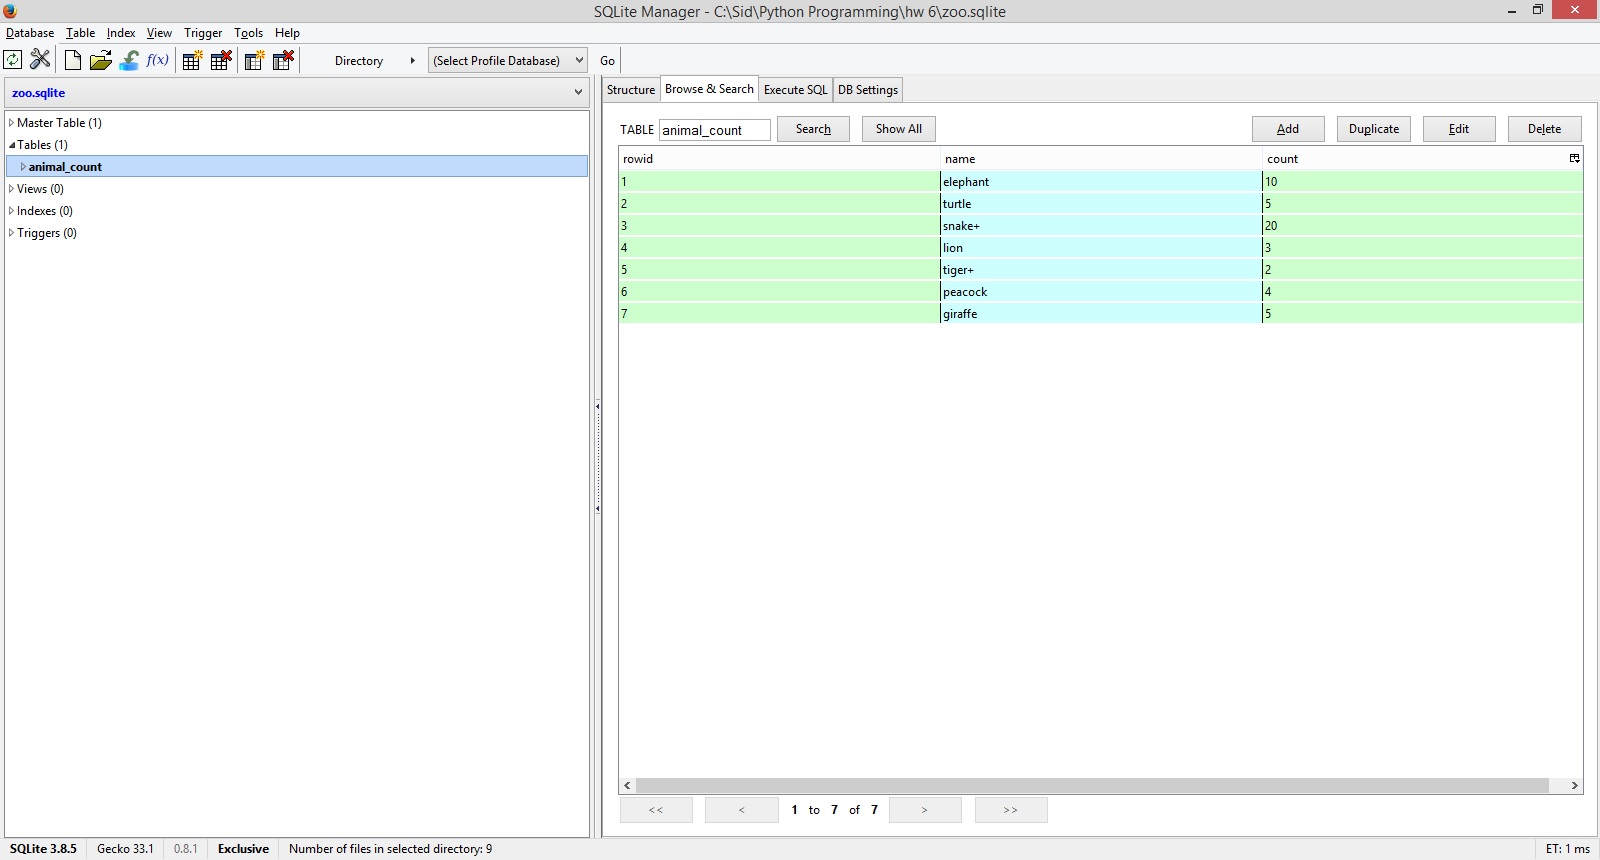 SQLite Manager - C:\Sid\Python Programming\hw 6\zoo.sqlite
Database Table Index View Trigger Tools Help
f(x) Directory (Select Profile Database) Go
zoo.sqlite
Master Table (1)
Tables (1)
animal_count
Views (0)
Indexes (0)
Triggers (0)
Structure Browse & Search Execute SQL DB Settings
TABLE animal_count Search Show All Add Duplicate Edit Delete
rowid name count
1 elephant 10
2 turtle 5
3 snake+ 20
4 lion 3
5 tiger+ 2
6 peacock 4
7 giraffe 5
<< < 1 to 7 of 7 > >>
SQLite 3.8.5 Gecko 33.1 0.8.1 Exclusive Number of files in selected directory: 9 ET: 1 ms